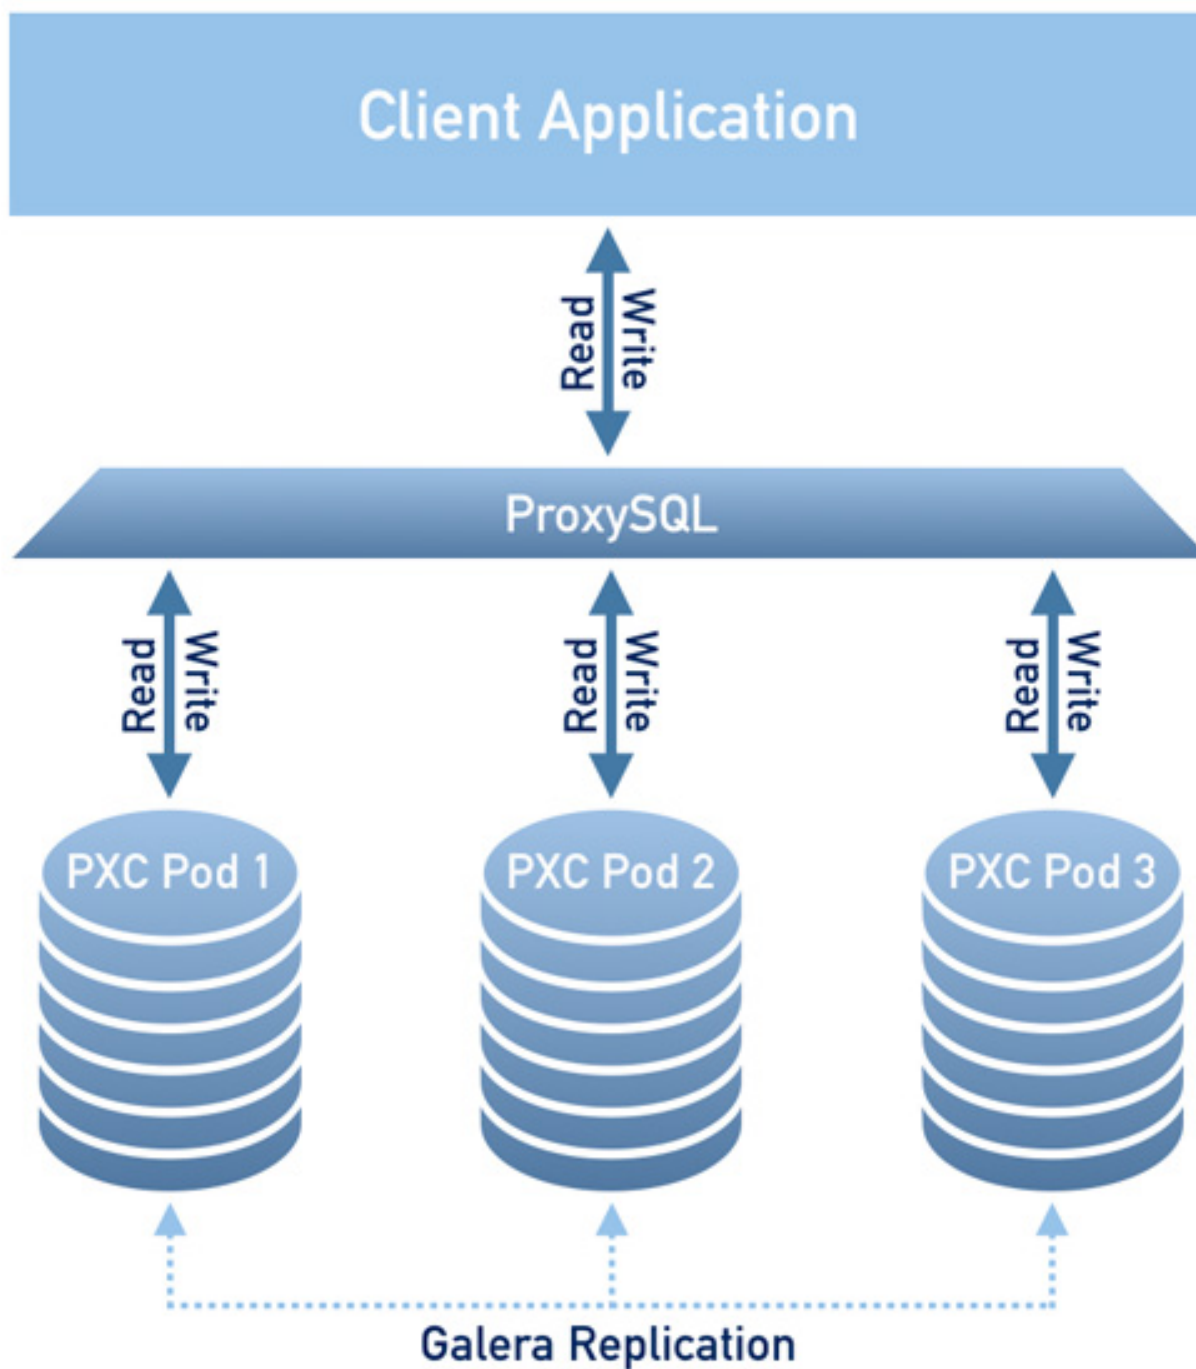 Client Application
Read
Write
ProxySQL
Read
Write
Read
Write
Read
Write
PXC Pod 1
PXC Pod 2
PXC Pod 3
Galera Replication